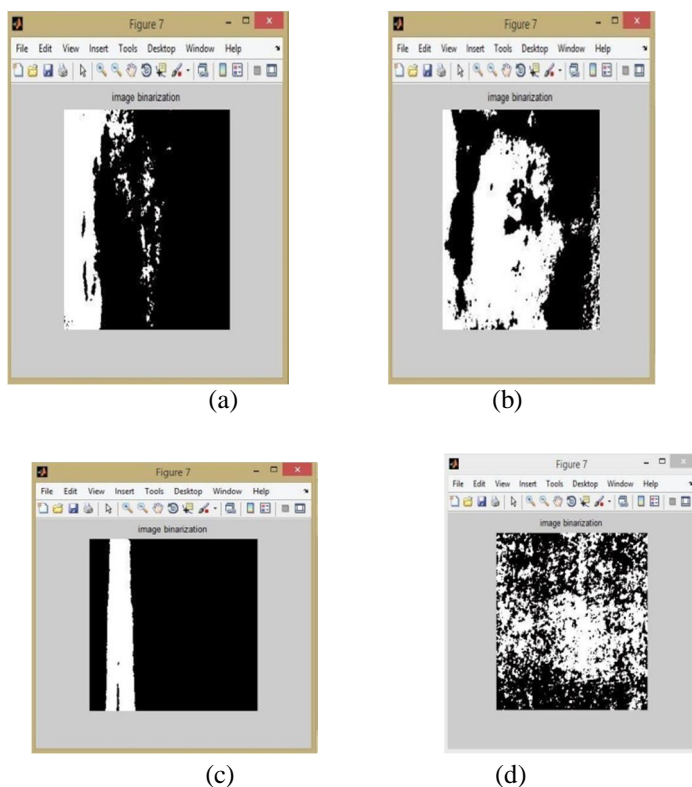 Figure 7
File Edit View Insert Tools Desktop Window Help
image binarization
(a)
Figure 7
File Edit View Insert Tools Desktop Window Help
image binarization
(b)
Figure 7
File Edit View Insert Tools Desktop Window Help
image binarization
(c)
Figure 7
File Edit View Insert Tools Desktop Window Help
image binarization
(d)